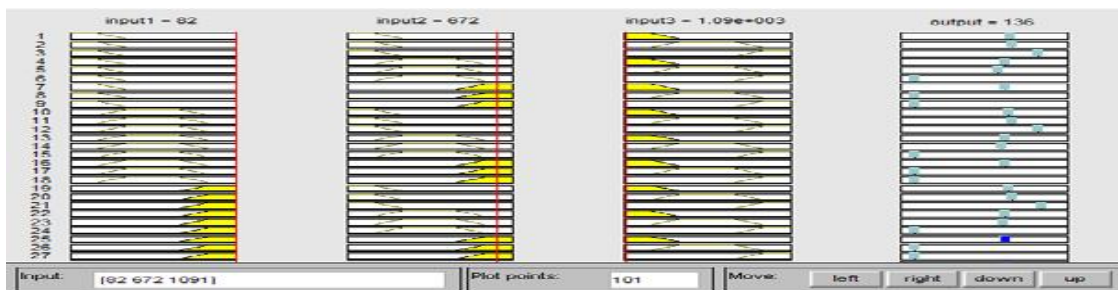 input1 = 82
input2 = 672
input3 = 1.09e+003
output = 136
1
2
3
4
5
6
7
8
9
10
11
12
13
14
15
16
17
18
19
20
21
22
23
24
25
26
27
Input:
[82 672 1091]
Plot points:
101
Move:
left
right
down
up